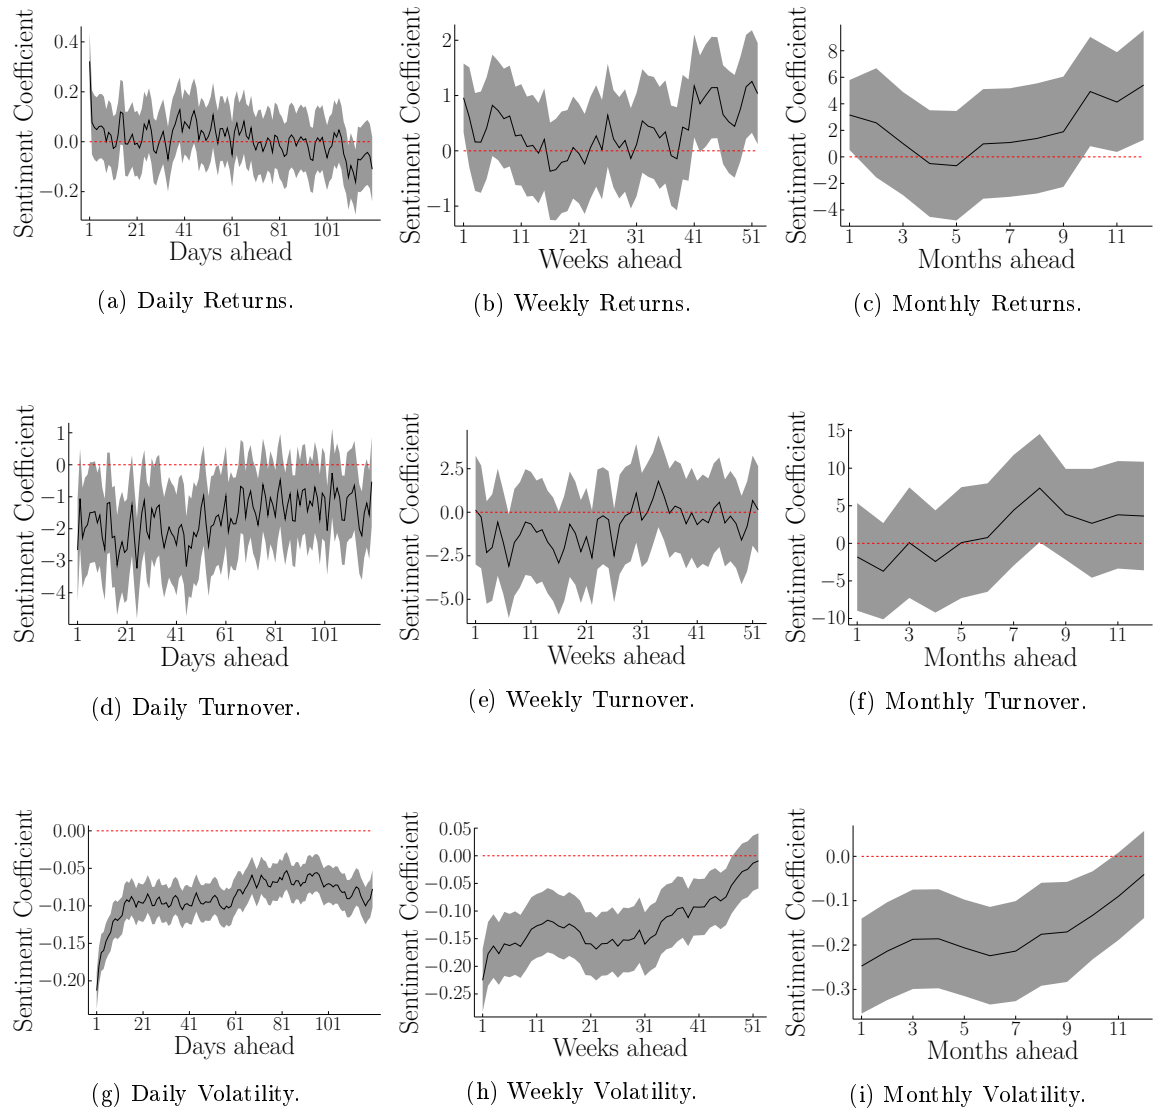 Sentiment Coefficient
0.4
0.2
0.0
−0.2
1 21 41 61 81 101
Days ahead
(a) Daily Returns.
Sentiment Coefficient
2
1
0
−1
1 11 21 31 41 51
Weeks ahead
(b) Weekly Returns.
Sentiment Coefficient
8
6
4
2
0
−2
−4
1 3 5 7 9 11
Months ahead
(c) Monthly Returns.
Sentiment Coefficient
1
0
−1
−2
−3
−4
1 21 41 61 81 101
Days ahead
(d) Daily Turnover.
Sentiment Coefficient
2.5
0.0
−2.5
−5.0
1 11 21 31 41 51
Weeks ahead
(e) Weekly Turnover.
Sentiment Coefficient
15
10
5
0
−5
−10
1 3 5 7 9 11
Months ahead
(f) Monthly Turnover.
Sentiment Coefficient
0.00
−0.05
−0.10
−0.15
−0.20
1 21 41 61 81 101
Days ahead
(g) Daily Volatility.
Sentiment Coefficient
0.05
0.00
−0.05
−0.10
−0.15
−0.20
−0.25
1 11 21 31 41 51
Weeks ahead
(h) Weekly Volatility.
Sentiment Coefficient
0.0
−0.1
−0.2
−0.3
1 3 5 7 9 11
Months ahead
(i) Monthly Volatility.